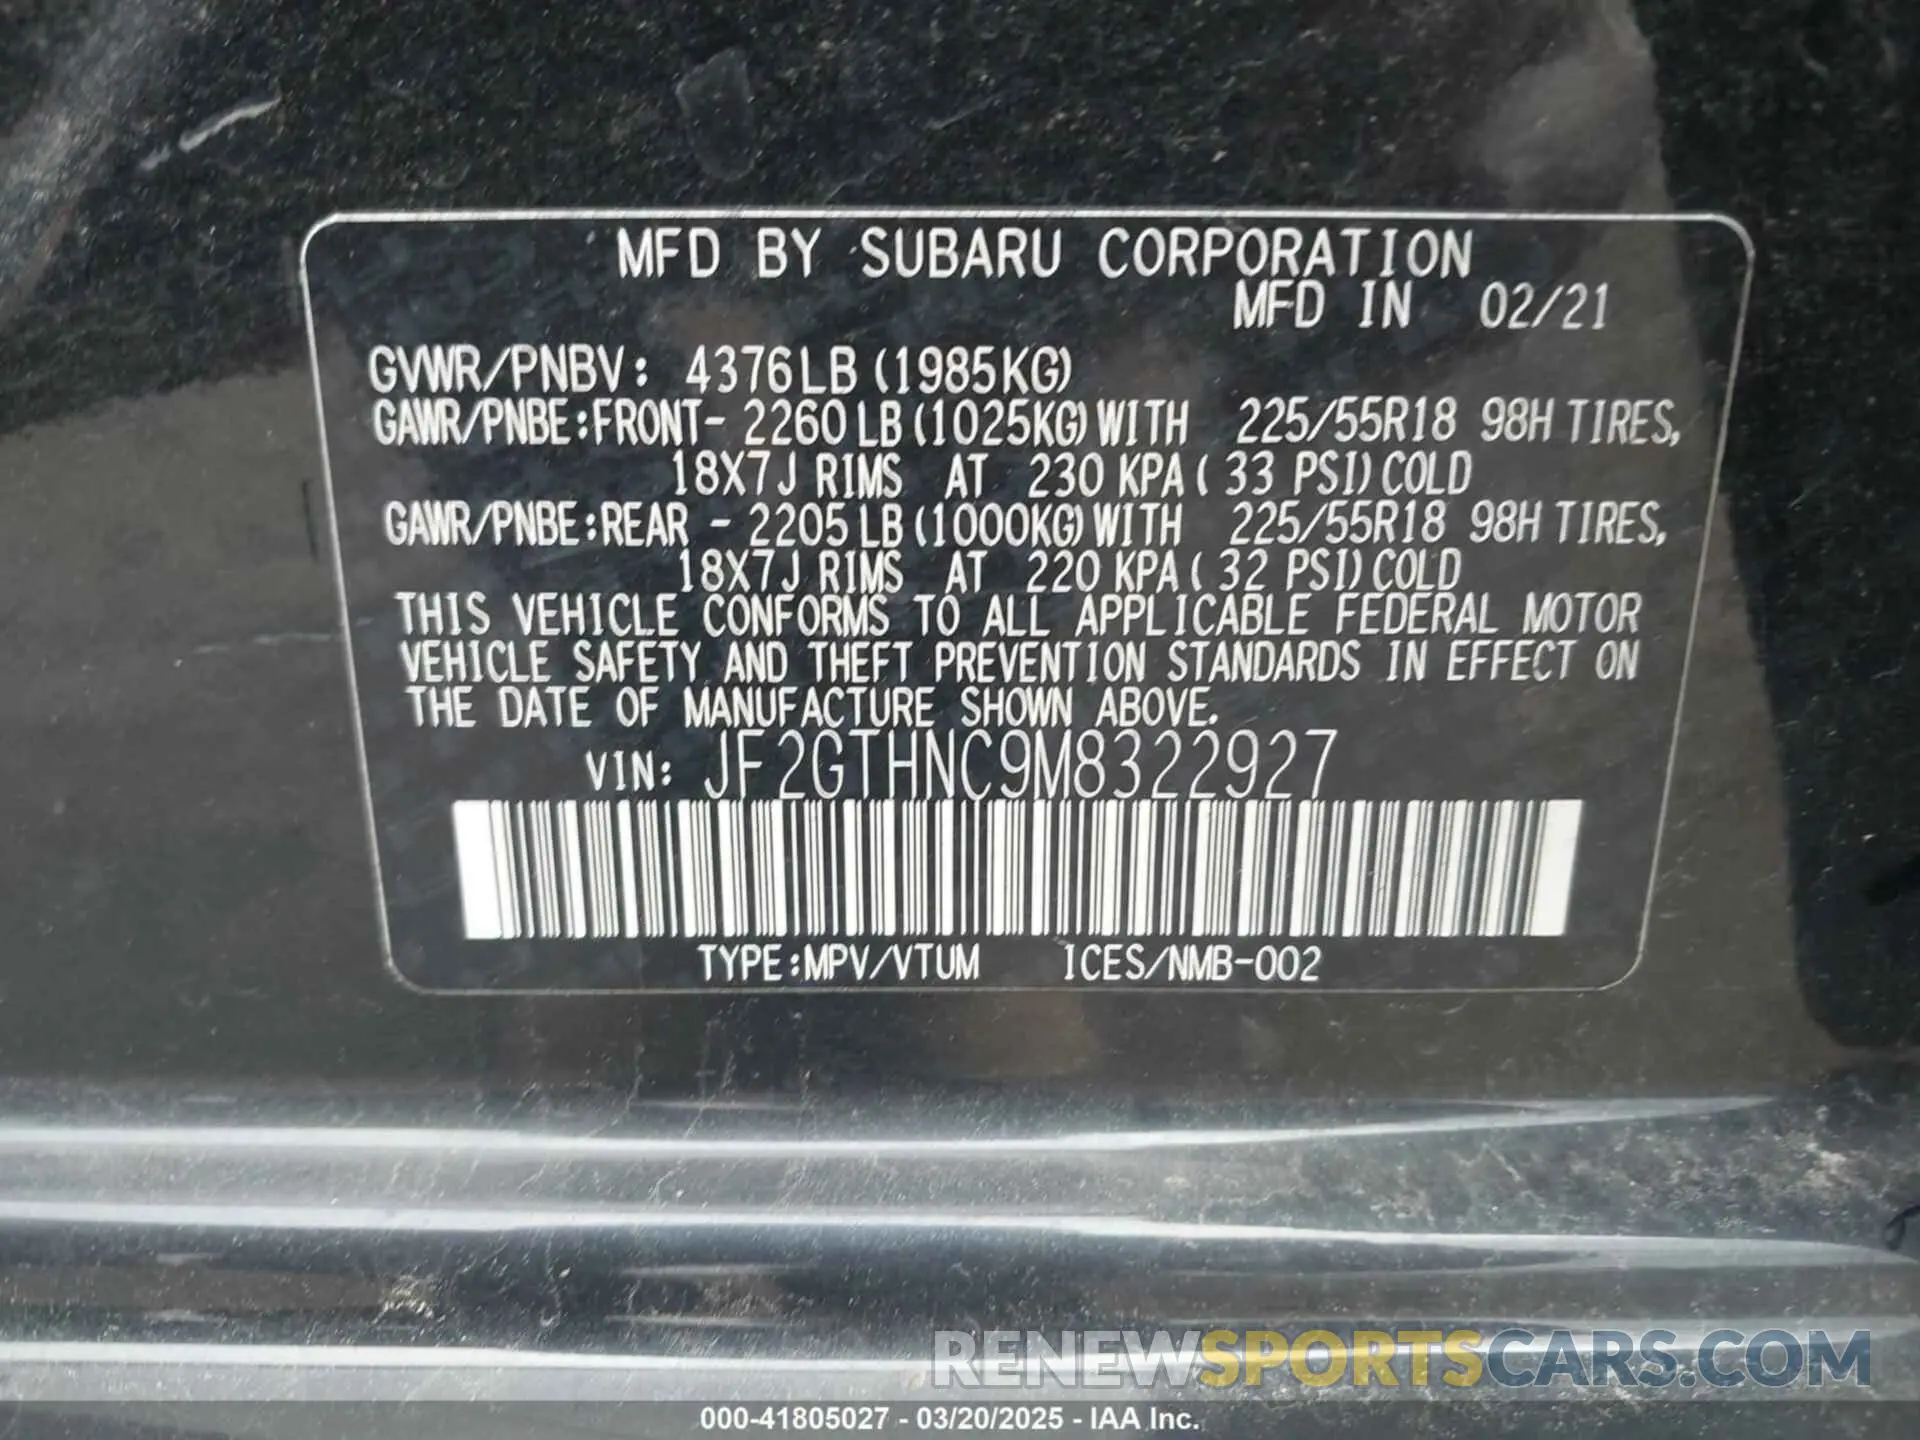 MFD BY SUBARU CORPORATION
MFD IN 02/21
GVWR/PNBV: 4376LB (1985KG)
GAWR/PNBE:FRONT- 2260 LB (1025KG) WITH 225/55R18 98H TIRES,
18X7J RIMS AT 230 KPA ( 33 PSI) COLD
GAWR/PNBE:REAR - 2205 LB (1000KG) WITH 225/55R18 98H TIRES,
18X7J RIMS AT 220 KPA ( 32 PSI) COLD
THIS VEHICLE CONFORMS TO ALL APPLICABLE FEDERAL MOTOR
VEHICLE SAFETY AND THEFT PREVENTION STANDARDS IN EFFECT ON
THE DATE OF MANUFACTURE SHOWN ABOVE.
VIN: JF2GTHNC9M8322927
TYPE:MPV/VTUM ICES/NMB-002
RENEWSPORTSCARS.COM
000-41805027 - 03/20/2025 - IAA Inc.